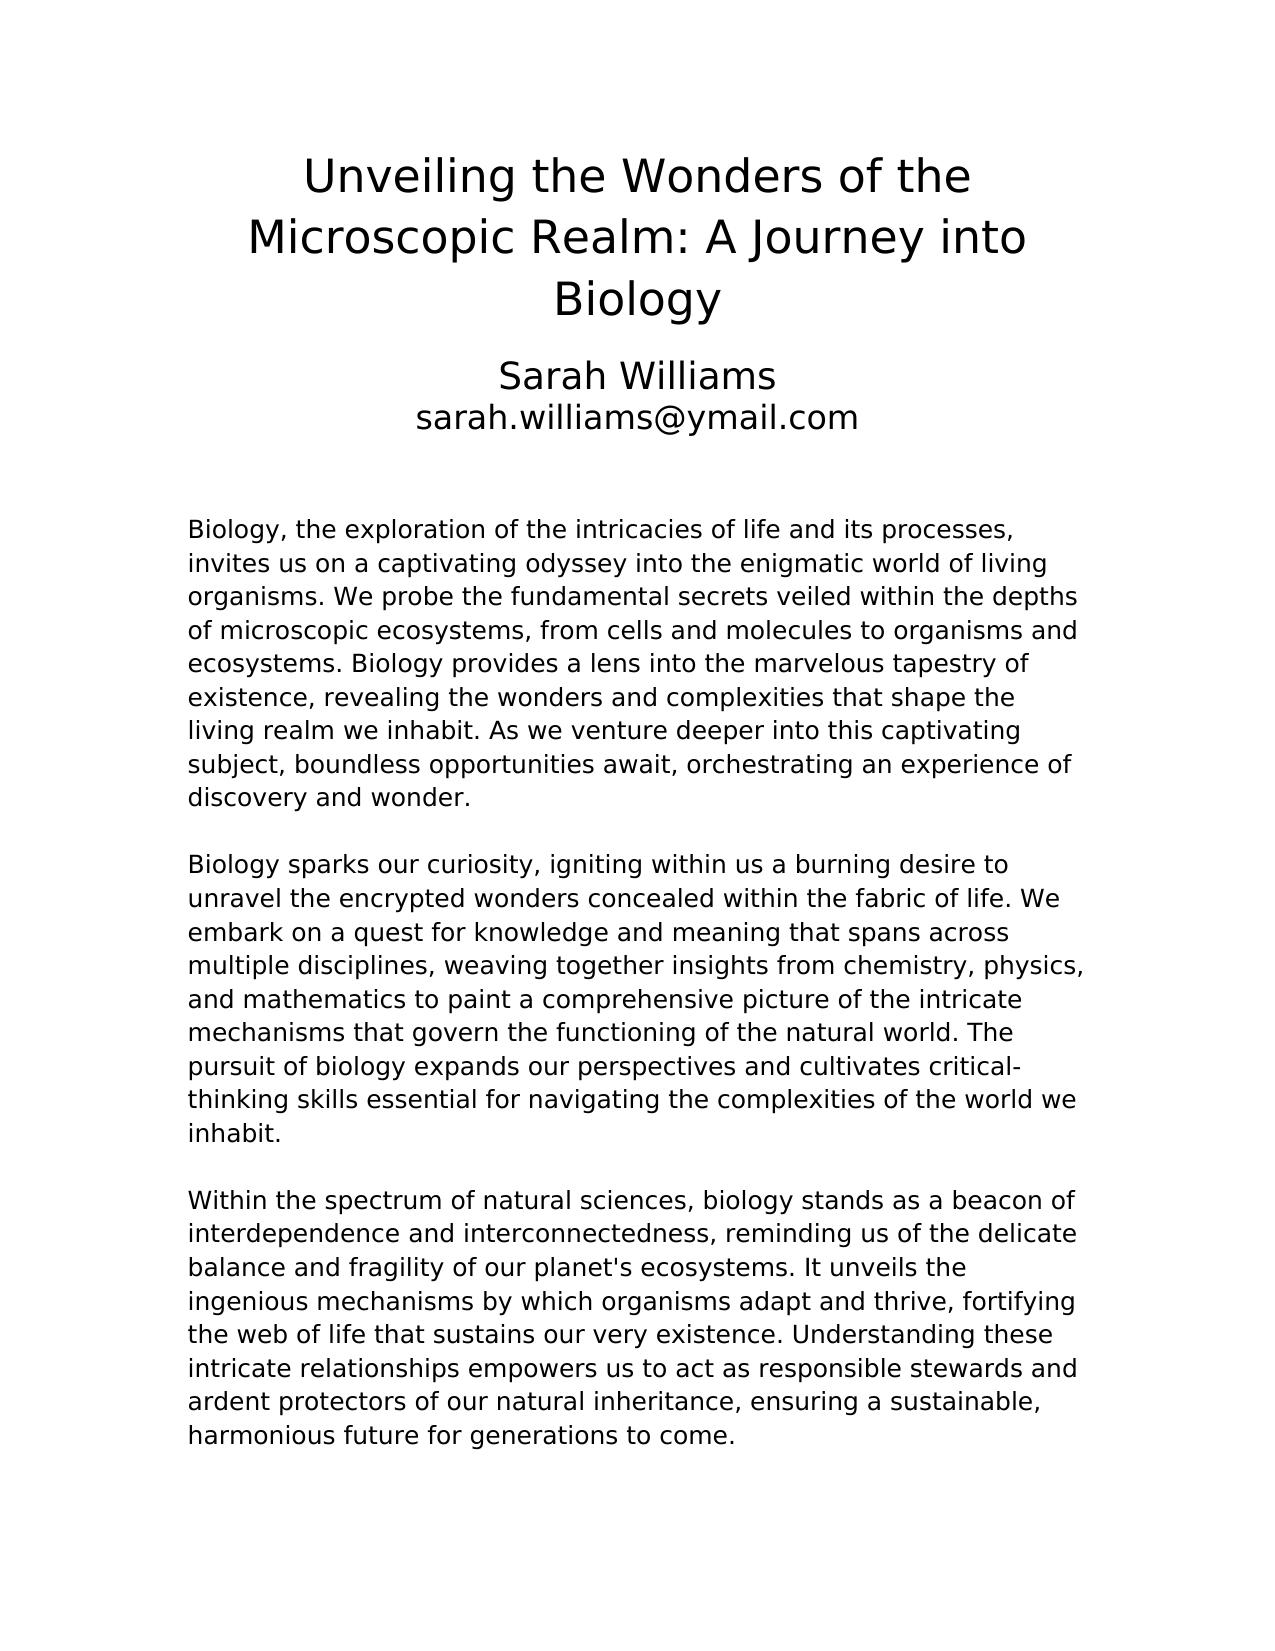 Unveiling the Wonders of the
Microscopic Realm: A Journey into
Biology
Sarah Williams
sarah.williams@ymail.com
Biology, the exploration of the intricacies of life and its processes,
invites us on a captivating odyssey into the enigmatic world of living
organisms. We probe the fundamental secrets veiled within the depths
of microscopic ecosystems, from cells and molecules to organisms and
ecosystems. Biology provides a lens into the marvelous tapestry of
existence, revealing the wonders and complexities that shape the
living realm we inhabit. As we venture deeper into this captivating
subject, boundless opportunities await, orchestrating an experience of
discovery and wonder.
Biology sparks our curiosity, igniting within us a burning desire to
unravel the encrypted wonders concealed within the fabric of life. We
embark on a quest for knowledge and meaning that spans across
multiple disciplines, weaving together insights from chemistry, physics,
and mathematics to paint a comprehensive picture of the intricate
mechanisms that govern the functioning of the natural world. The
pursuit of biology expands our perspectives and cultivates critical-
thinking skills essential for navigating the complexities of the world we
inhabit.
Within the spectrum of natural sciences, biology stands as a beacon of
interdependence and interconnectedness, reminding us of the delicate
balance and fragility of our planet's ecosystems. It unveils the
ingenious mechanisms by which organisms adapt and thrive, fortifying
the web of life that sustains our very existence. Understanding these
intricate relationships empowers us to act as responsible stewards and
ardent protectors of our natural inheritance, ensuring a sustainable,
harmonious future for generations to come.